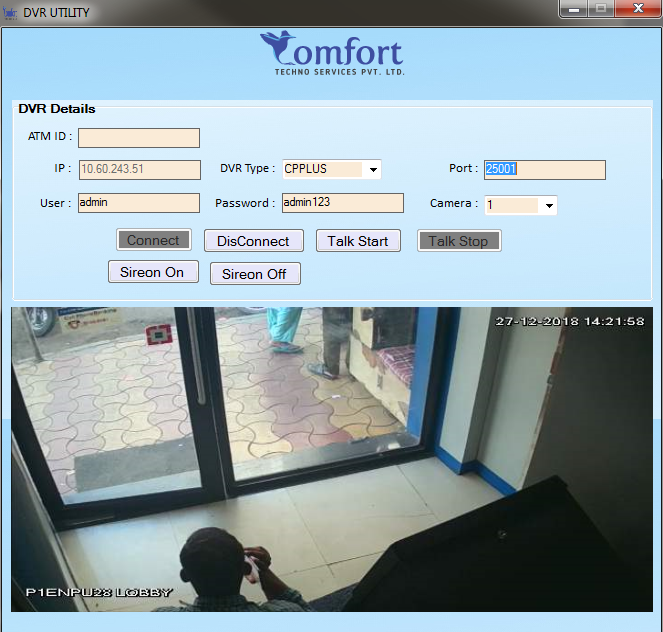 DVR UTILITY
Comfort
TECHNO SERVICES PVT. LTD.
DVR Details
ATM ID :
IP : 10.60.243.51 DVR Type : CPPLUS Port : 25001
User : admin Password : admin123 Camera : 1
Connect DisConnect Talk Start Talk Stop
Sireon On Sireon Off
27-12-2018 14:21:58
P1ENPU28 LOBBY